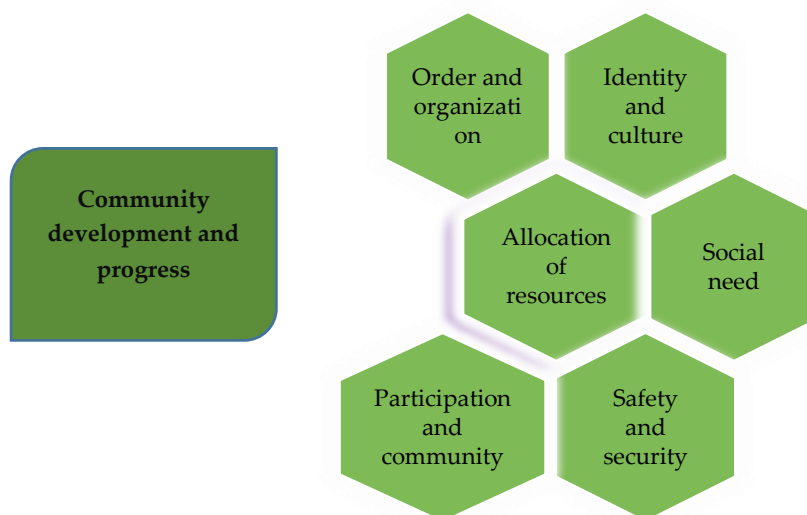 Community
development and
progress
Order and
organizati
on
Identity
and
culture
Allocation
of
resources
Social
need
Participation
and
community
Safety
and
security